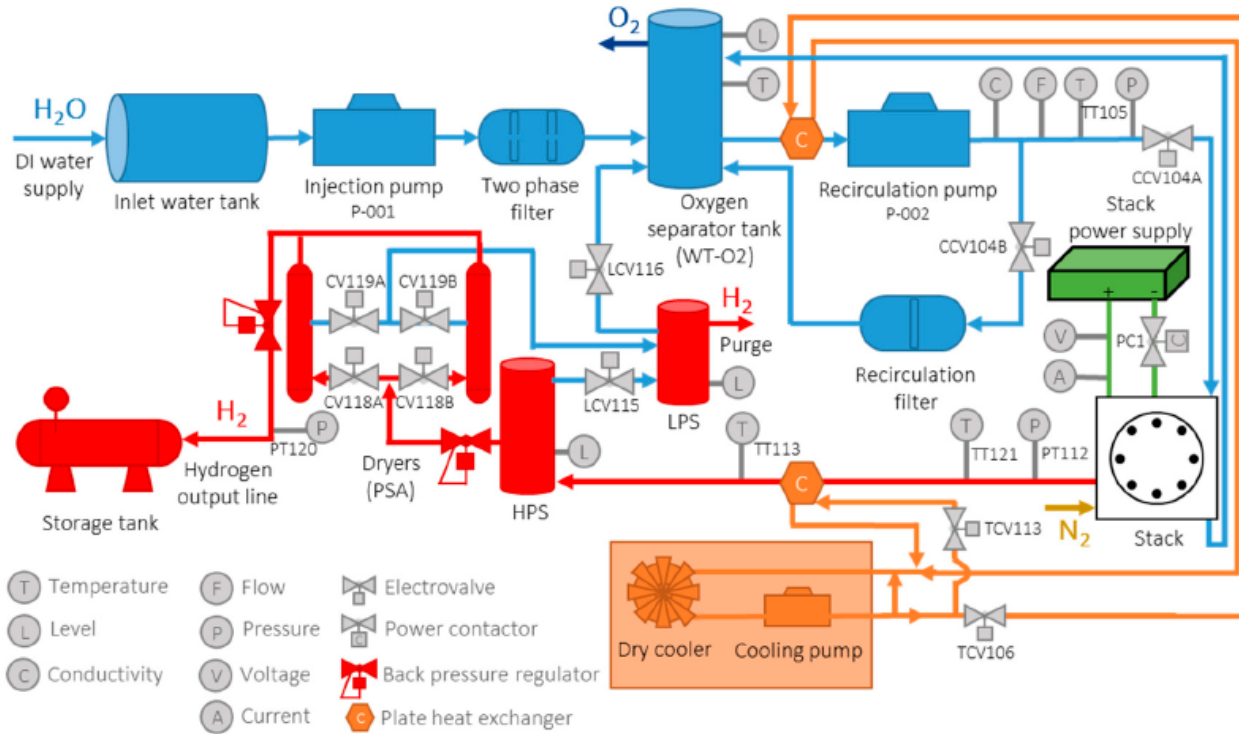 O₂
L
T
C
F
T
P
TT105
H₂O
DI water
supply
Inlet water tank
Injection pump
P-001
Two phase
filter
Oxygen
separator tank
(WT-O2)
C
Recirculation pump
P-002
CCV104A
Stack
power supply
CCV104B
+
-
CV119A
CV119B
LCV116
H₂
Purge
V
PC1
C
A
Recirculation
filter
CV118A
CV118B
LCV115
L
LPS
H₂
P
PT120
Dryers
(PSA)
L
T
TT113
T
TT121
P
PT112
C
Hydrogen
output line
Storage tank
HPS
TCV113
N₂
Stack
Dry cooler
Cooling pump
TCV106
T Temperature
F Flow
Electrovalve
L Level
P Pressure
C Power contactor
C Conductivity
V Voltage
Back pressure regulator
A Current
C Plate heat exchanger